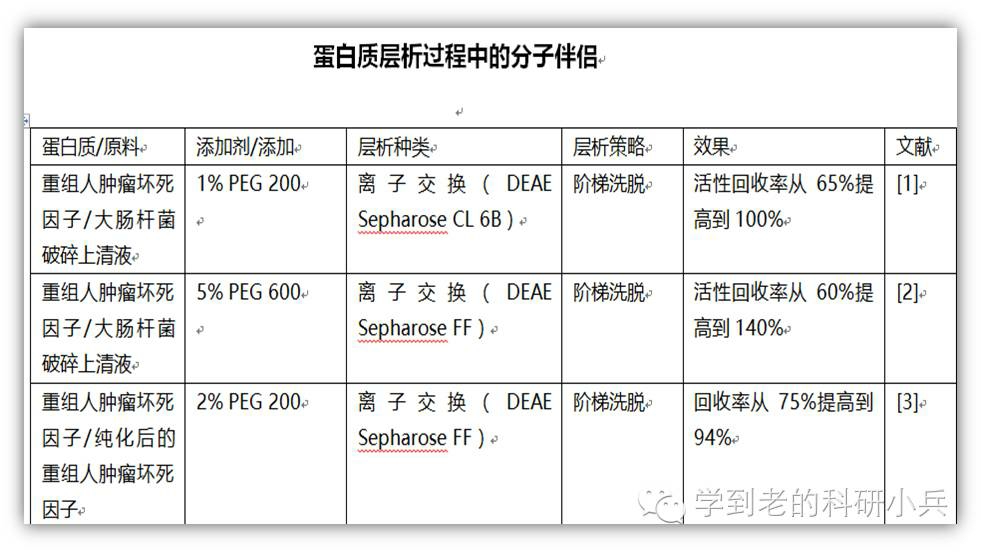 蛋白质层析过程中的分子伴侣
蛋白质/原料 添加剂/添加 层析种类 层析策略 效果 文献
重组人肿瘤坏死 1% PEG 200 离子交换(DEAE 阶梯洗脱 活性回收率从 65%提 [1]
因子/大肠杆菌 Sepharose CL 6B) 高到 100%
破碎上清液
重组人肿瘤坏死 5% PEG 600 离子交换(DEAE 阶梯洗脱 活性回收率从 60%提 [2]
因子/大肠杆菌 Sepharose FF) 高到 140%
破碎上清液
重组人肿瘤坏死 2% PEG 200 离子交换(DEAE 阶梯洗脱 回收率从 75%提高到 [3]
因子/纯化后的 Sepharose FF) 94%
重组人肿瘤坏死
因子
学到老的科研小兵